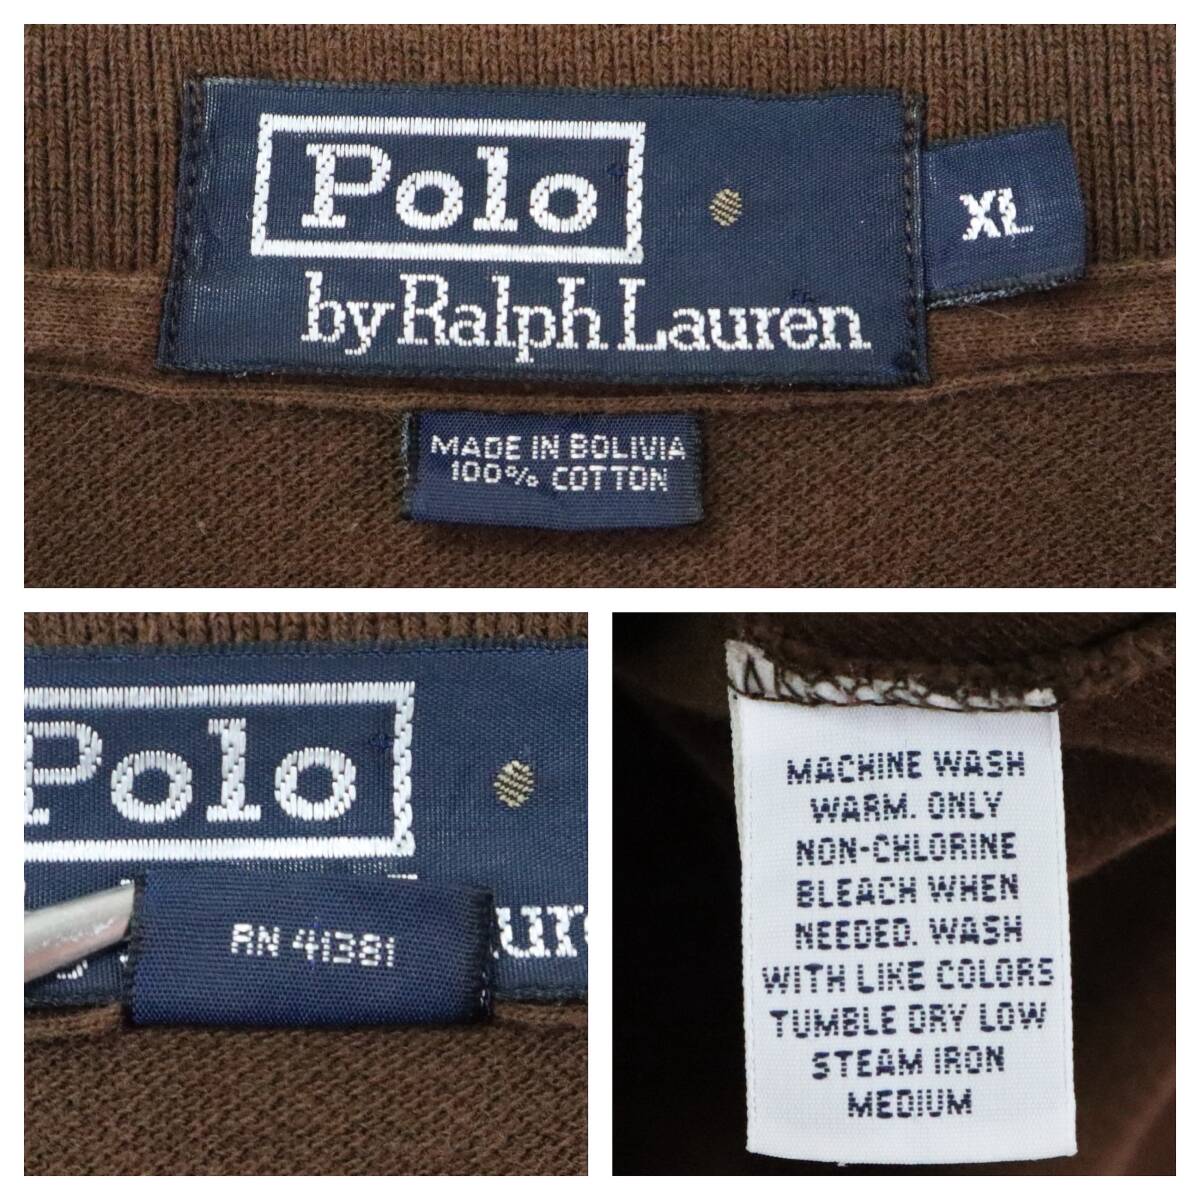 Polo
by Ralph Lauren
XL
MADE IN BOLIVIA
100% COTTON
Polo
RN 41381
MACHINE WASH
WARM. ONLY
NON-CHLORINE
BLEACH WHEN
NEEDED. WASH
WITH LIKE COLORS
TUMBLE DRY LOW
STEAM IRON
MEDIUM